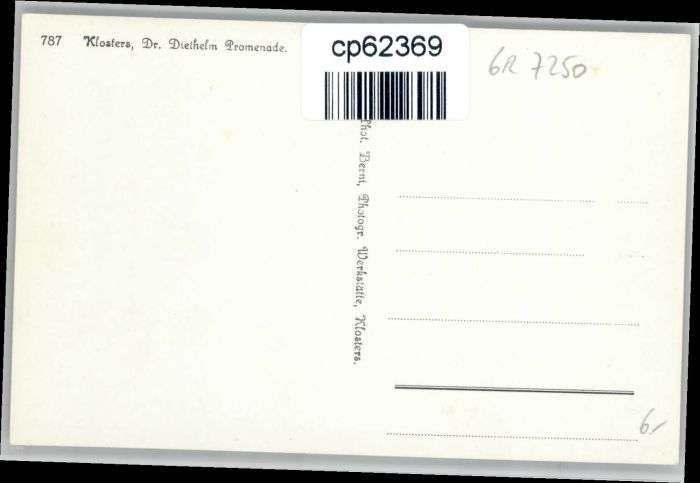 787 Klosters, Dr. Diethelm Promenade.
cp62369
GR 7250
Phot. Berni, Photogr. Werkstätte, Klosters.
6.-